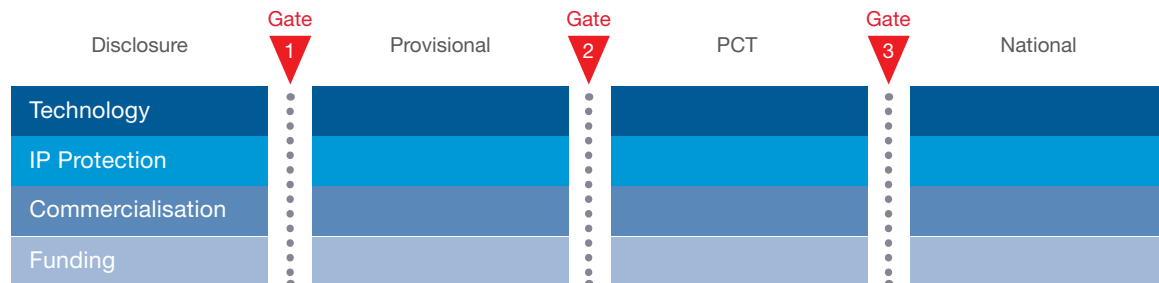 Gate Gate Gate
Disclosure 1 Provisional 2 PCT 3 National
Technology
IP Protection
Commercialisation
Funding